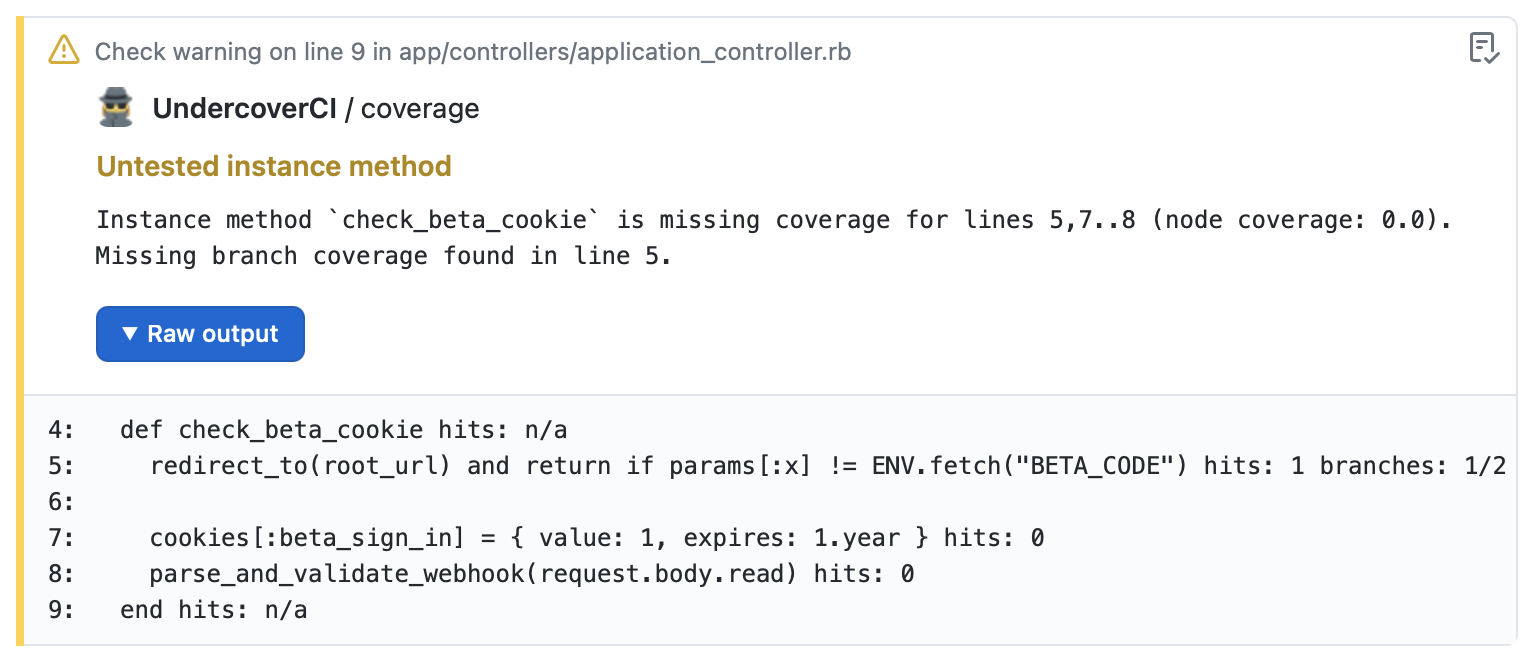 Check warning on line 9 in app/controllers/application_controller.rb
UndercoverCI / coverage
Untested instance method
Instance method `check_beta_cookie` is missing coverage for lines 5,7..8 (node coverage: 0.0).
Missing branch coverage found in line 5.
▼ Raw output
4:   def check_beta_cookie hits: n/a
5:     redirect_to(root_url) and return if params[:x] != ENV.fetch("BETA_CODE") hits: 1 branches: 1/2
6:
7:     cookies[:beta_sign_in] = { value: 1, expires: 1.year } hits: 0
8:     parse_and_validate_webhook(request.body.read) hits: 0
9:   end hits: n/a